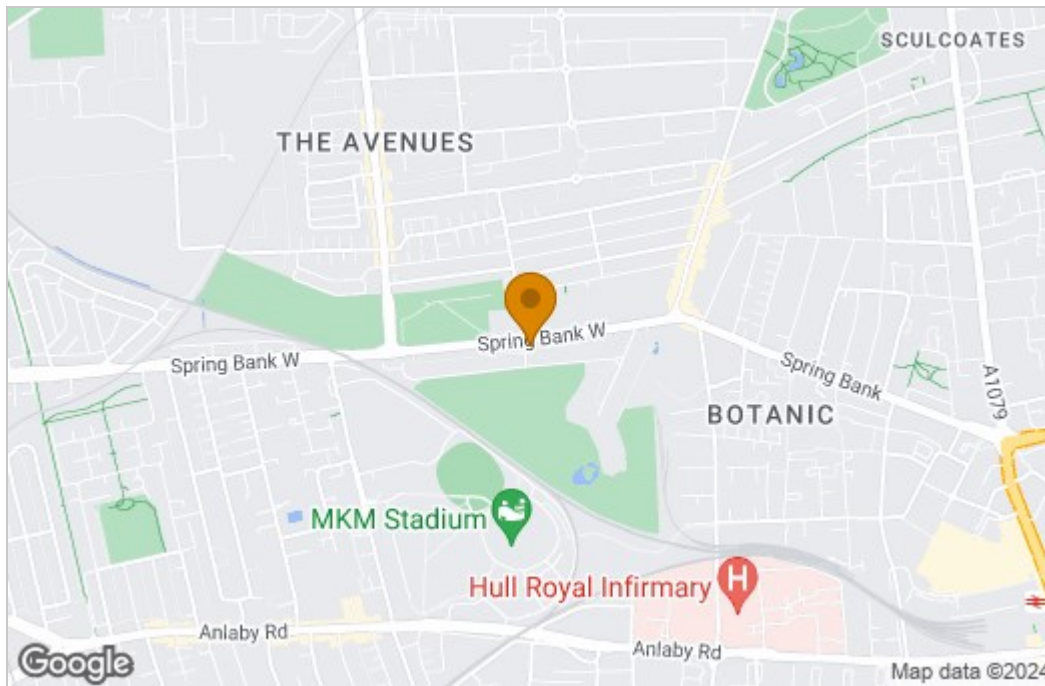 SCULCOATES
THE AVENUES
Spring Bank W
Spring Bank W
Spring Bank
A1079
BOTANIC
MKM Stadium
Hull Royal Infirmary
H
Anlaby Rd
Anlaby Rd
Google
Map data ©2024